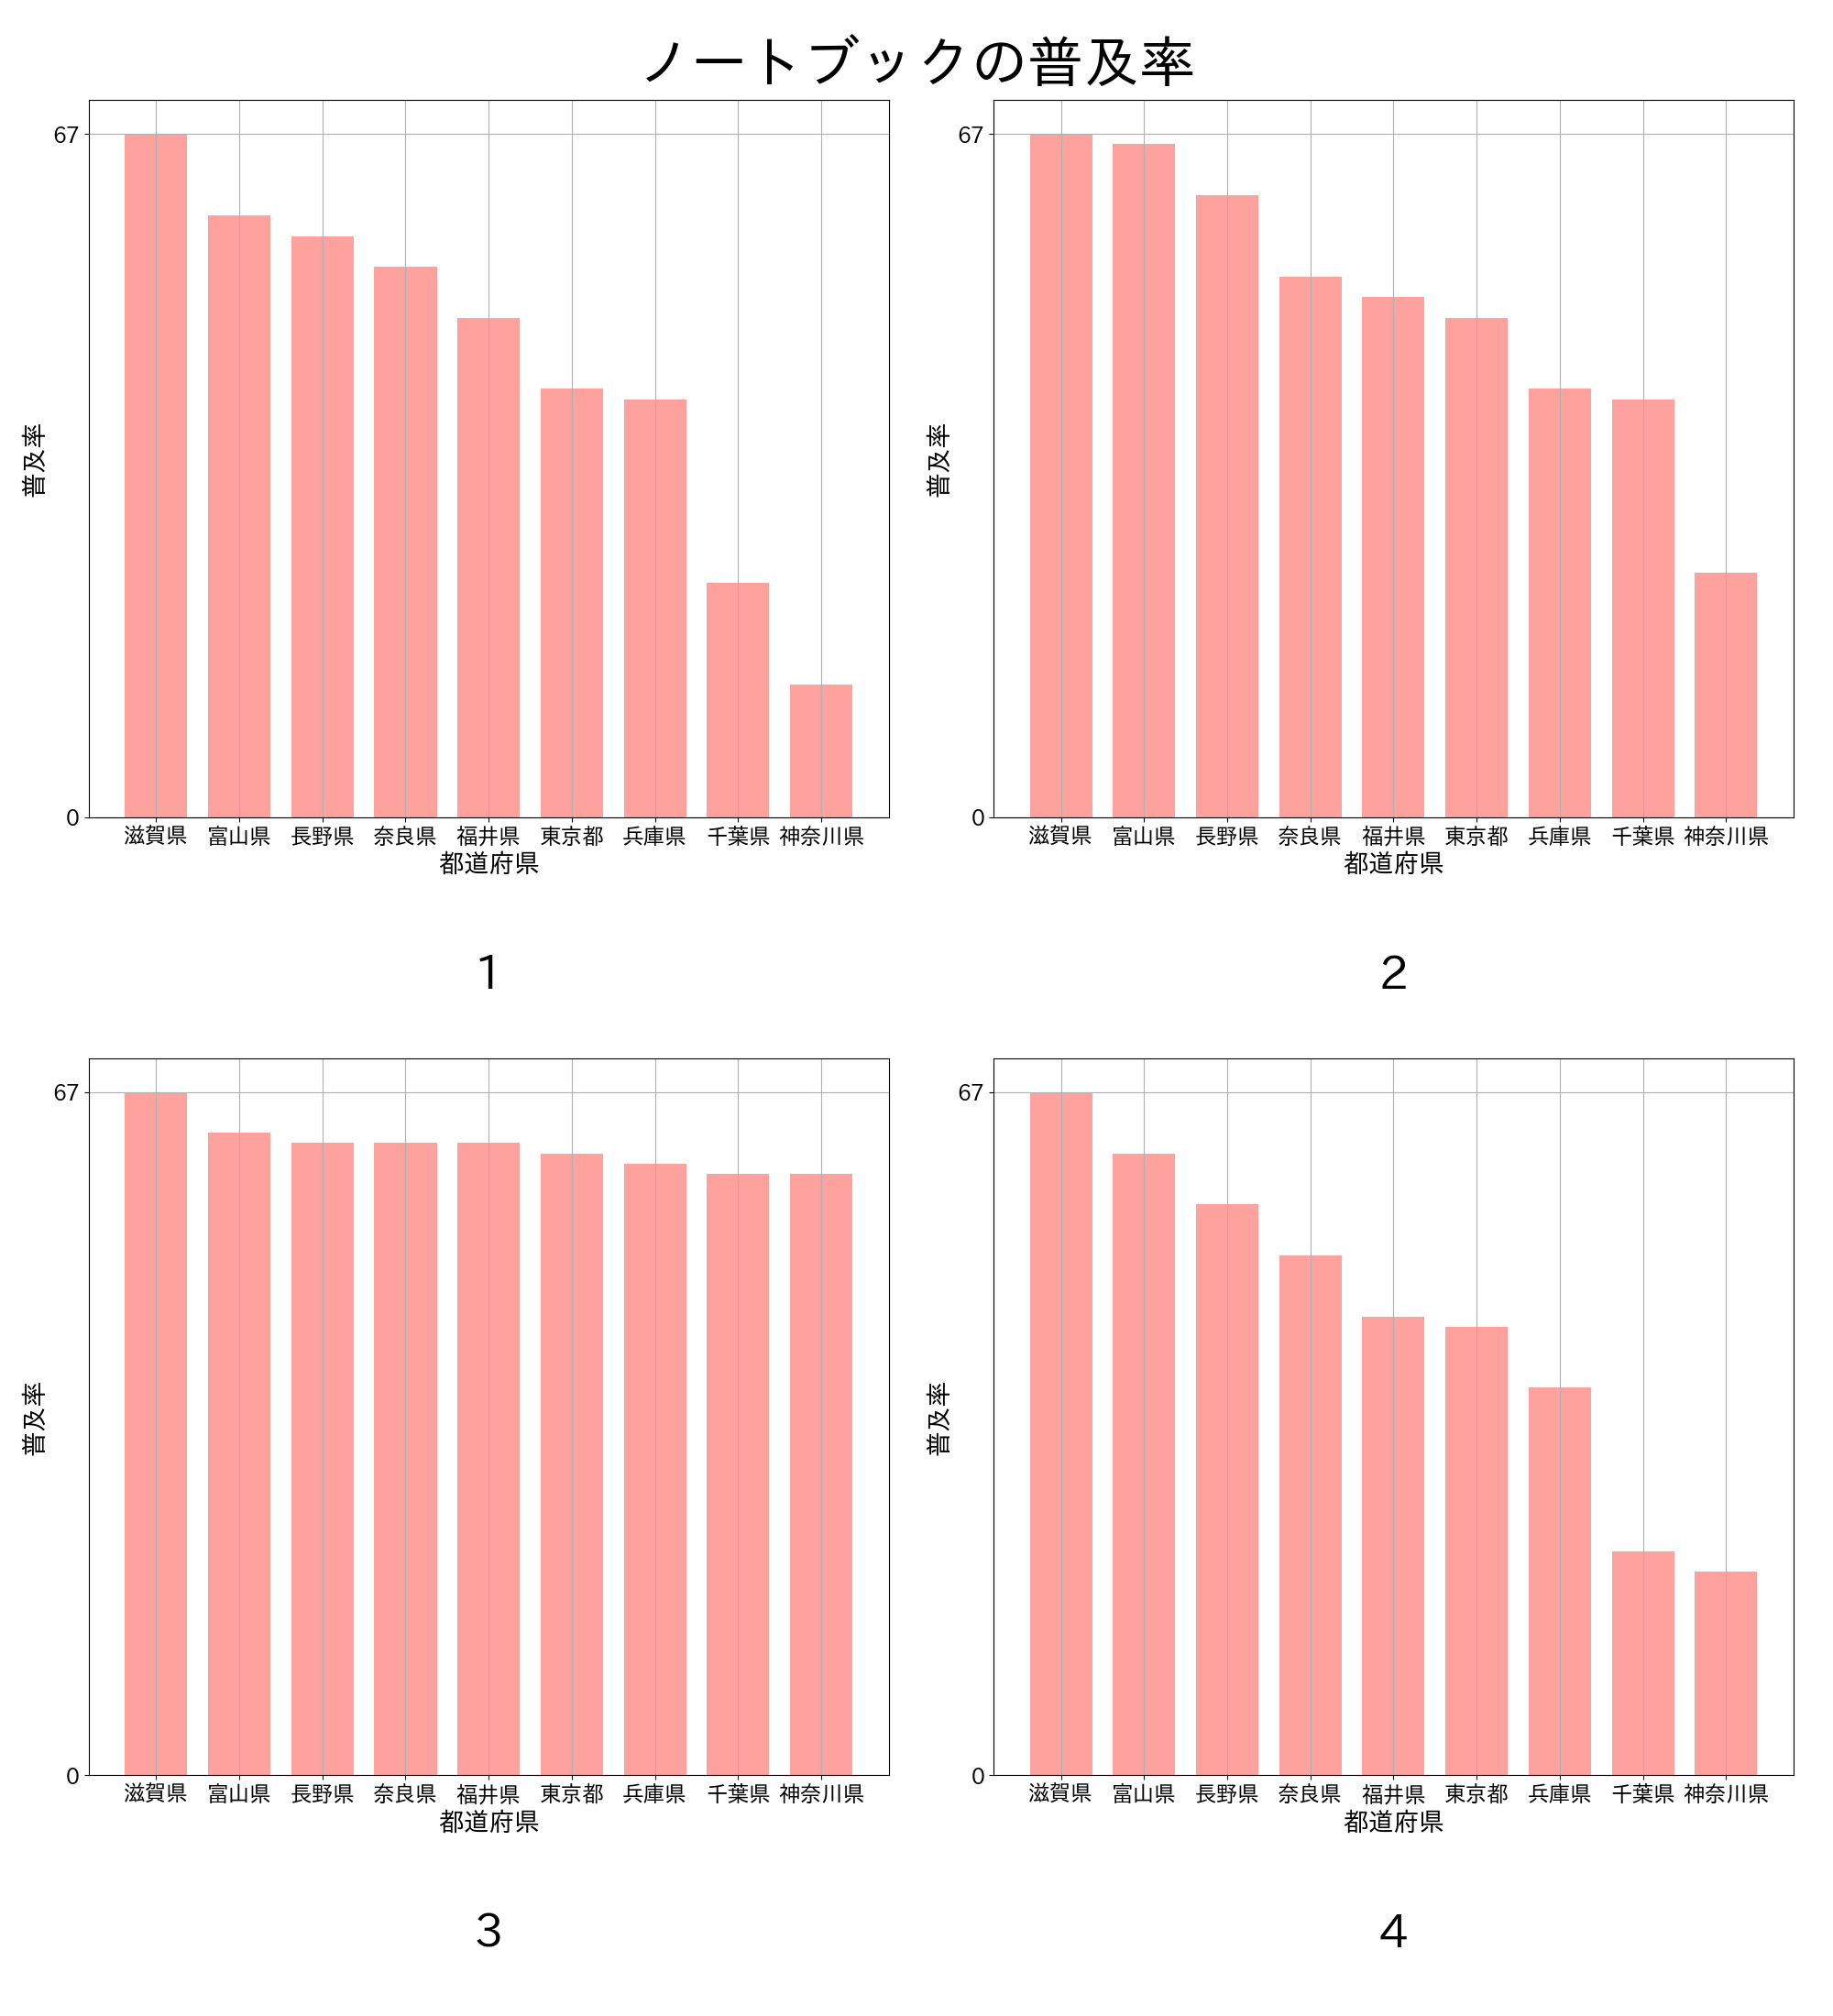 ノートブックの普及率
67
0
普及率
滋賀県 富山県 長野県 奈良県 福井県 東京都 兵庫県 千葉県 神奈川県
都道府県
1
67
0
普及率
滋賀県 富山県 長野県 奈良県 福井県 東京都 兵庫県 千葉県 神奈川県
都道府県
2
67
0
普及率
滋賀県 富山県 長野県 奈良県 福井県 東京都 兵庫県 千葉県 神奈川県
都道府県
3
67
0
普及率
滋賀県 富山県 長野県 奈良県 福井県 東京都 兵庫県 千葉県 神奈川県
都道府県
4